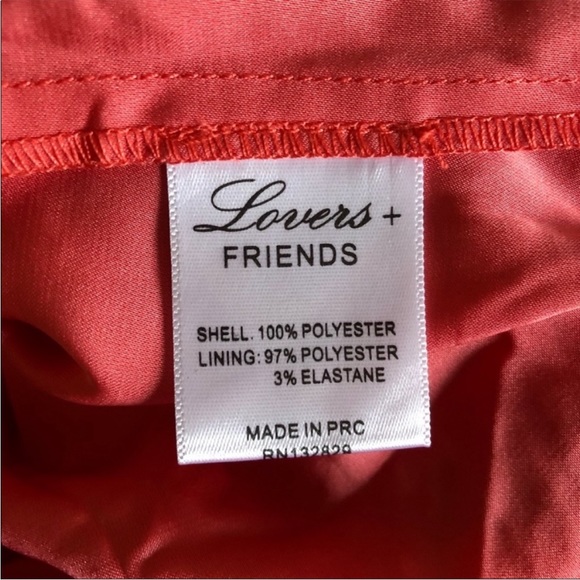 Lovers +
FRIENDS
SHELL. 100% POLYESTER
LINING: 97% POLYESTER
3% ELASTANE
MADE IN PRC
RN132829